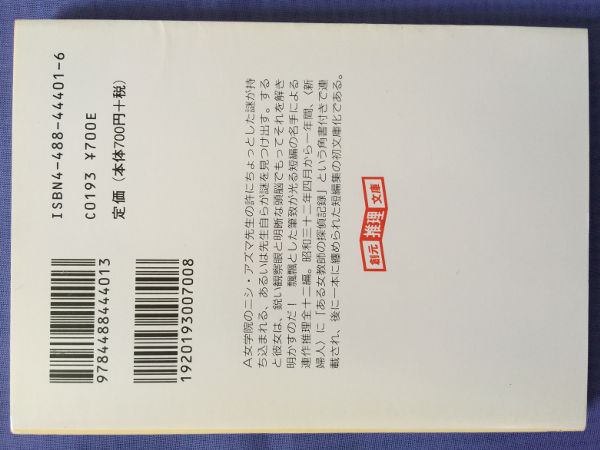 A女学院のニシ・アズマ先生の許にちょっとした謎が持
ち込まれる、あるいは先生自らが謎を見つけ出す。する
と彼女は、鋭い観察眼と明晰な頭脳でもってそれを解き
明かすのだ！　飄飄とした筆致が光る短編の名手による
連作推理全十二編。昭和三十二年四月から一年間、〈新
婦人〉に「ある女教師の探偵記録」という角書付きで連
載され、後に一本に纏められた短編集の初文庫化である。
創元
推理
文庫
ISBN4-488-44401-6
C0193 ¥700E
定価（本体700円+税）
9784488444013
1920193007008